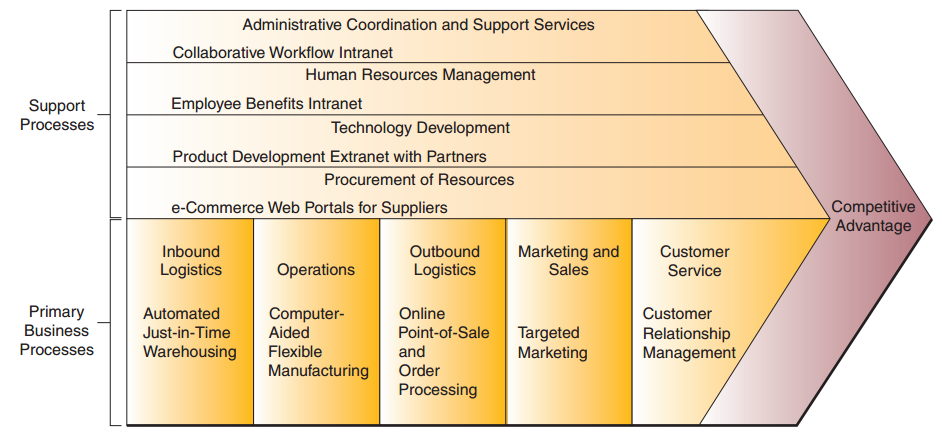 Administrative Coordination and Support Services
Collaborative Workflow Intranet
Human Resources Management
Employee Benefits Intranet
Support
Processes
Technology Development
Product Development Extranet with Partners
Procurement of Resources
e-Commerce Web Portals for Suppliers
Competitive
Advantage
Primary
Business
Processes
Inbound
Logistics
Automated
Just-in-Time
Warehousing
Operations
Computer-
Aided
Flexible
Manufacturing
Outbound
Logistics
Online
Point-of-Sale
and
Order
Processing
Marketing and
Sales
Targeted
Marketing
Customer
Service
Customer
Relationship
Management